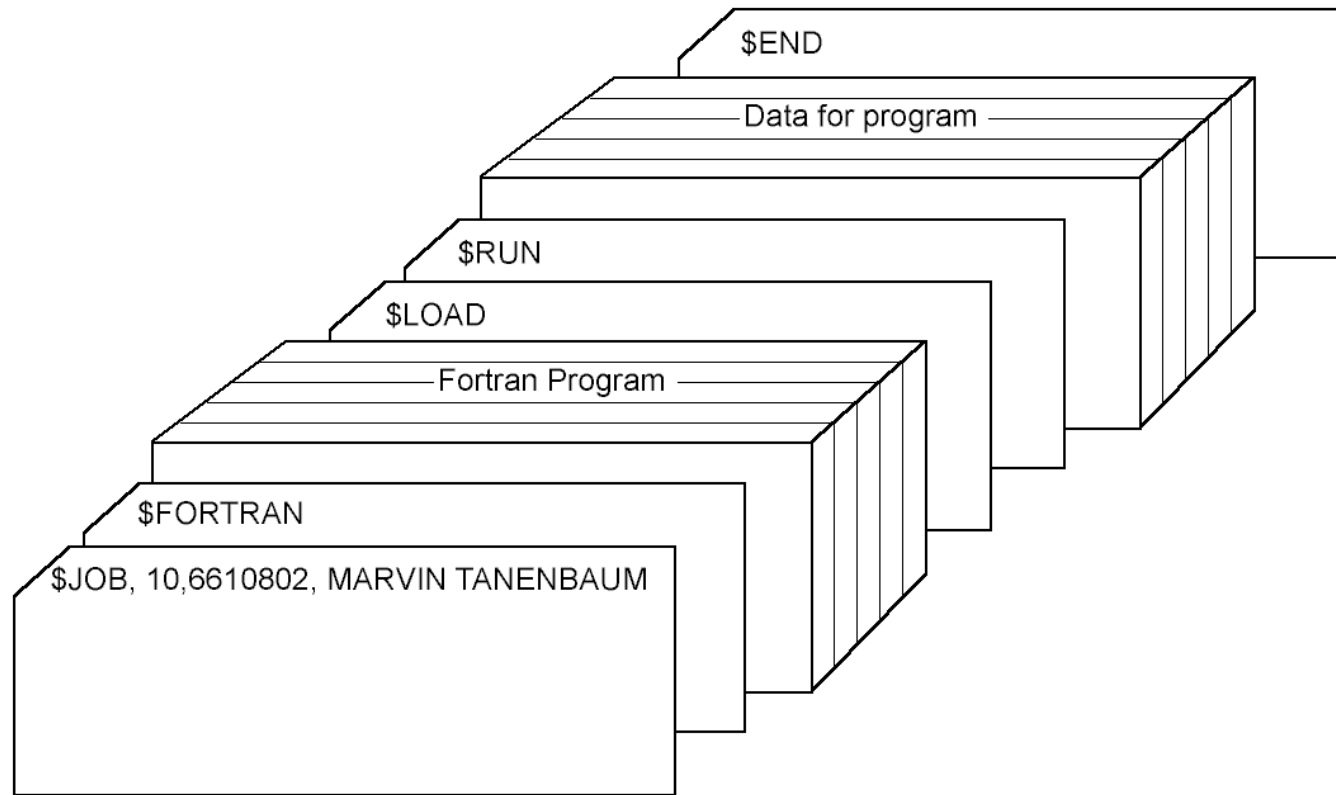 $END
Data for program
$RUN
$LOAD
Fortran Program
$FORTRAN
$JOB, 10,6610802, MARVIN TANENBAUM